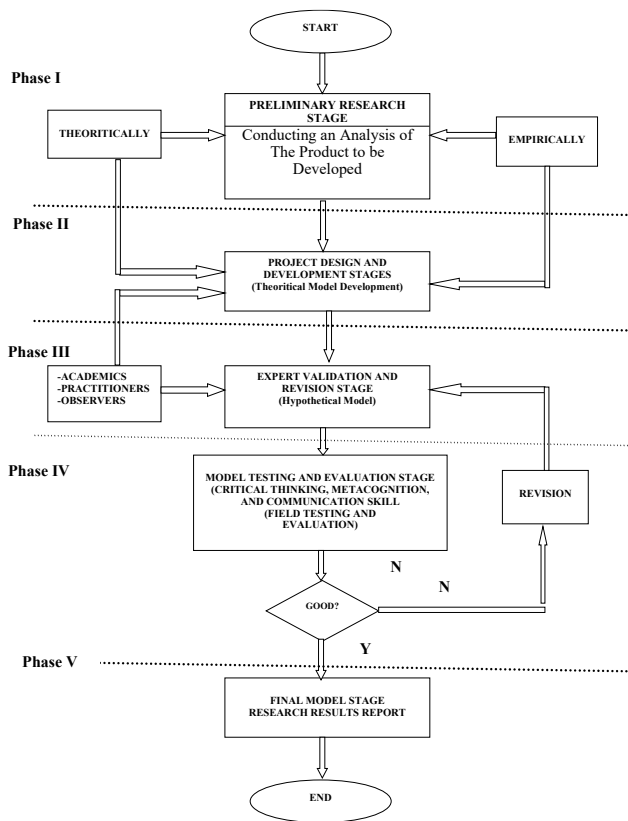 START
Phase I
PRELIMINARY RESEARCH
STAGE
Conducting an Analysis of
The Product to be
Developed
THEORITICALLY
EMPIRICALLY
Phase II
PROJECT DESIGN AND
DEVELOPMENT STAGES
(Theoritical Model Development)
Phase III
-ACADEMICS
-PRACTITIONERS
-OBSERVERS
EXPERT VALIDATION AND
REVISION STAGE
(Hypothetical Model)
Phase IV
MODEL TESTING AND EVALUATION STAGE
(CRITICAL THINKING, METACOGNITION,
AND COMMUNICATION SKILL
(FIELD TESTING AND
EVALUATION)
REVISION
N
N
GOOD?
Y
Phase V
FINAL MODEL STAGE
RESEARCH RESULTS REPORT
END